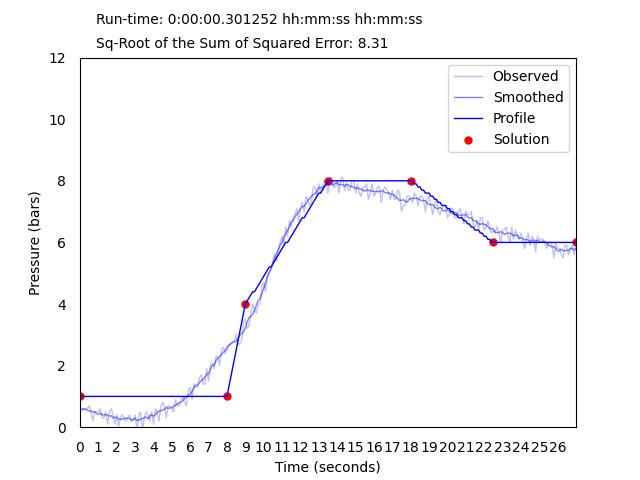 Run-time: 0:00:00.301252 hh:mm:ss hh:mm:ss
Sq-Root of the Sum of Squared Error: 8.31
12
10
8
6
4
2
0
Pressure (bars)
Observed
Smoothed
Profile
Solution
0 1 2 3 4 5 6 7 8 9 10 11 12 13 14 15 16 17 18 19 20 21 22 23 24 25 26
Time (seconds)